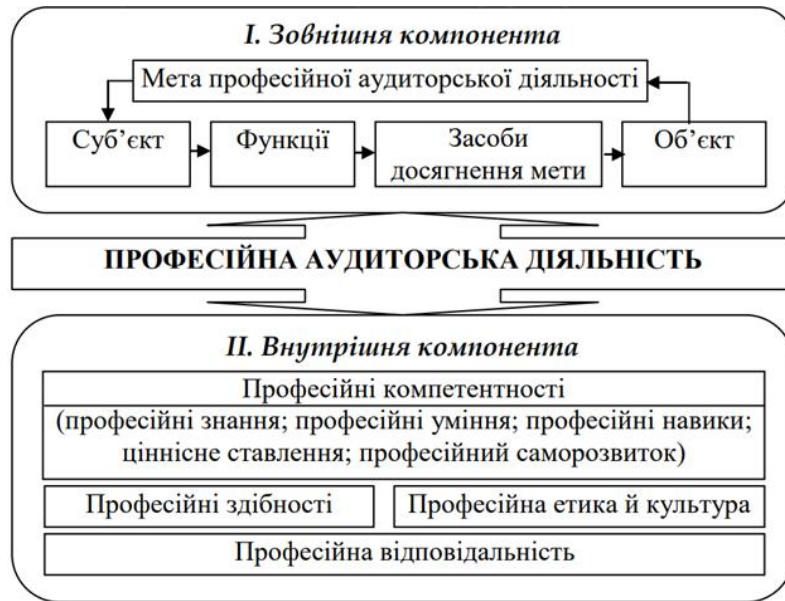 I. Зовнішня компонента
Мета професійної аудиторської діяльності
Суб’єкт
Функції
Засоби
досягнення мети
Об’єкт
ПРОФЕСІЙНА АУДИТОРСЬКА ДІЯЛЬНІСТЬ
II. Внутрішня компонента
Професійні компетентності
(професійні знання; професійні уміння; професійні навики;
ціннісне ставлення; професійний саморозвиток)
Професійні здібності
Професійна етика й культура
Професійна відповідальність